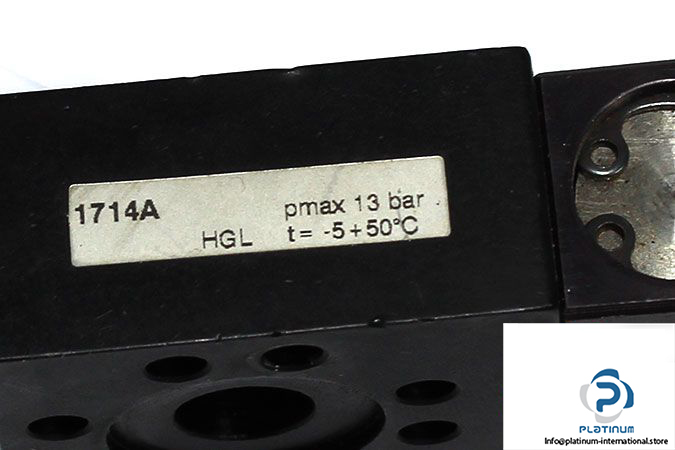 1714A pmax 13 bar
HGL t= -5+50°C
PLATINUM
Info@platinum-international.store